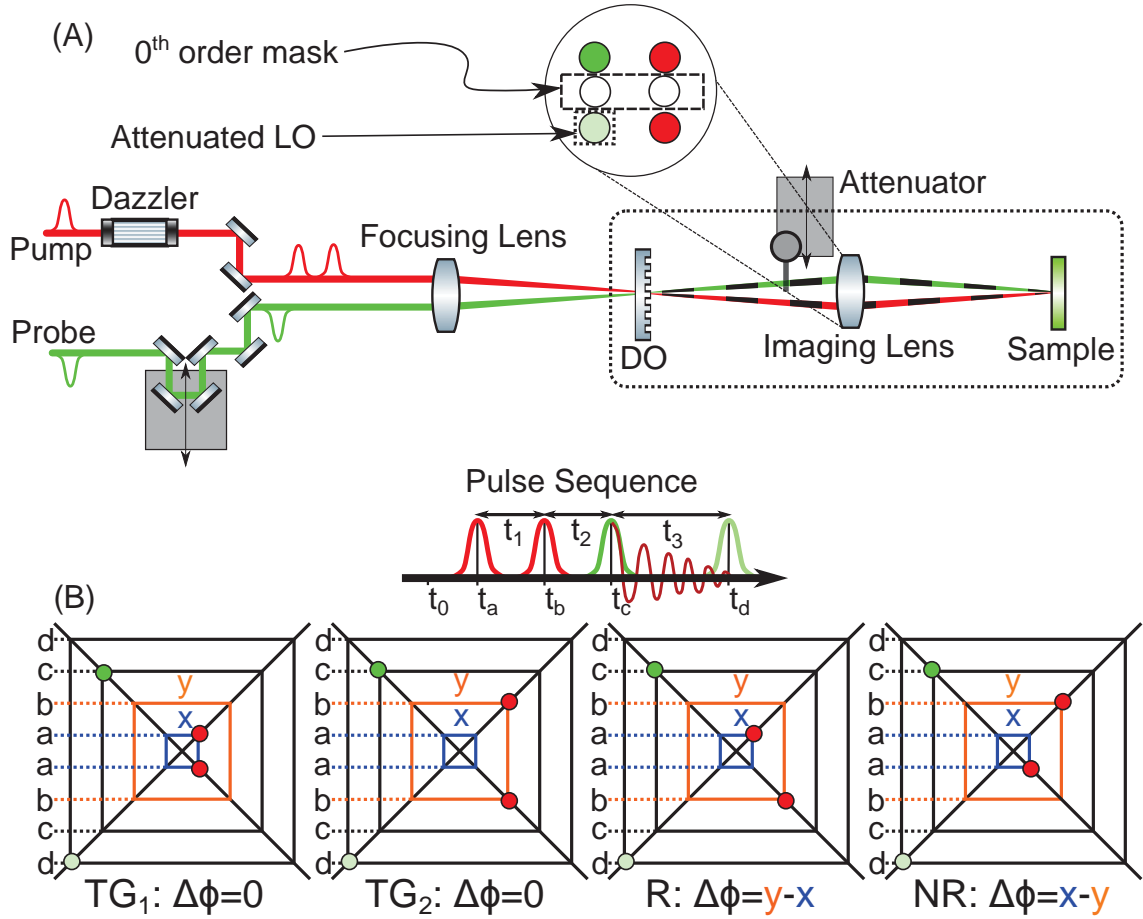 (A)
0th order mask
Attenuated LO
Dazzler
Pump
Focusing Lens
Attenuator
Probe
DO
Imaging Lens
Sample
Pulse Sequence
t1 t2 t3
t0 ta tb tc td
(B)
d d d d
c c c c
y y y y
b b b b
x x x x
a a a a
a a a a
b b b b
c c c c
d d d d
TG1: Δϕ=0 TG2: Δϕ=0 R: Δϕ=y-x NR: Δϕ=x-y